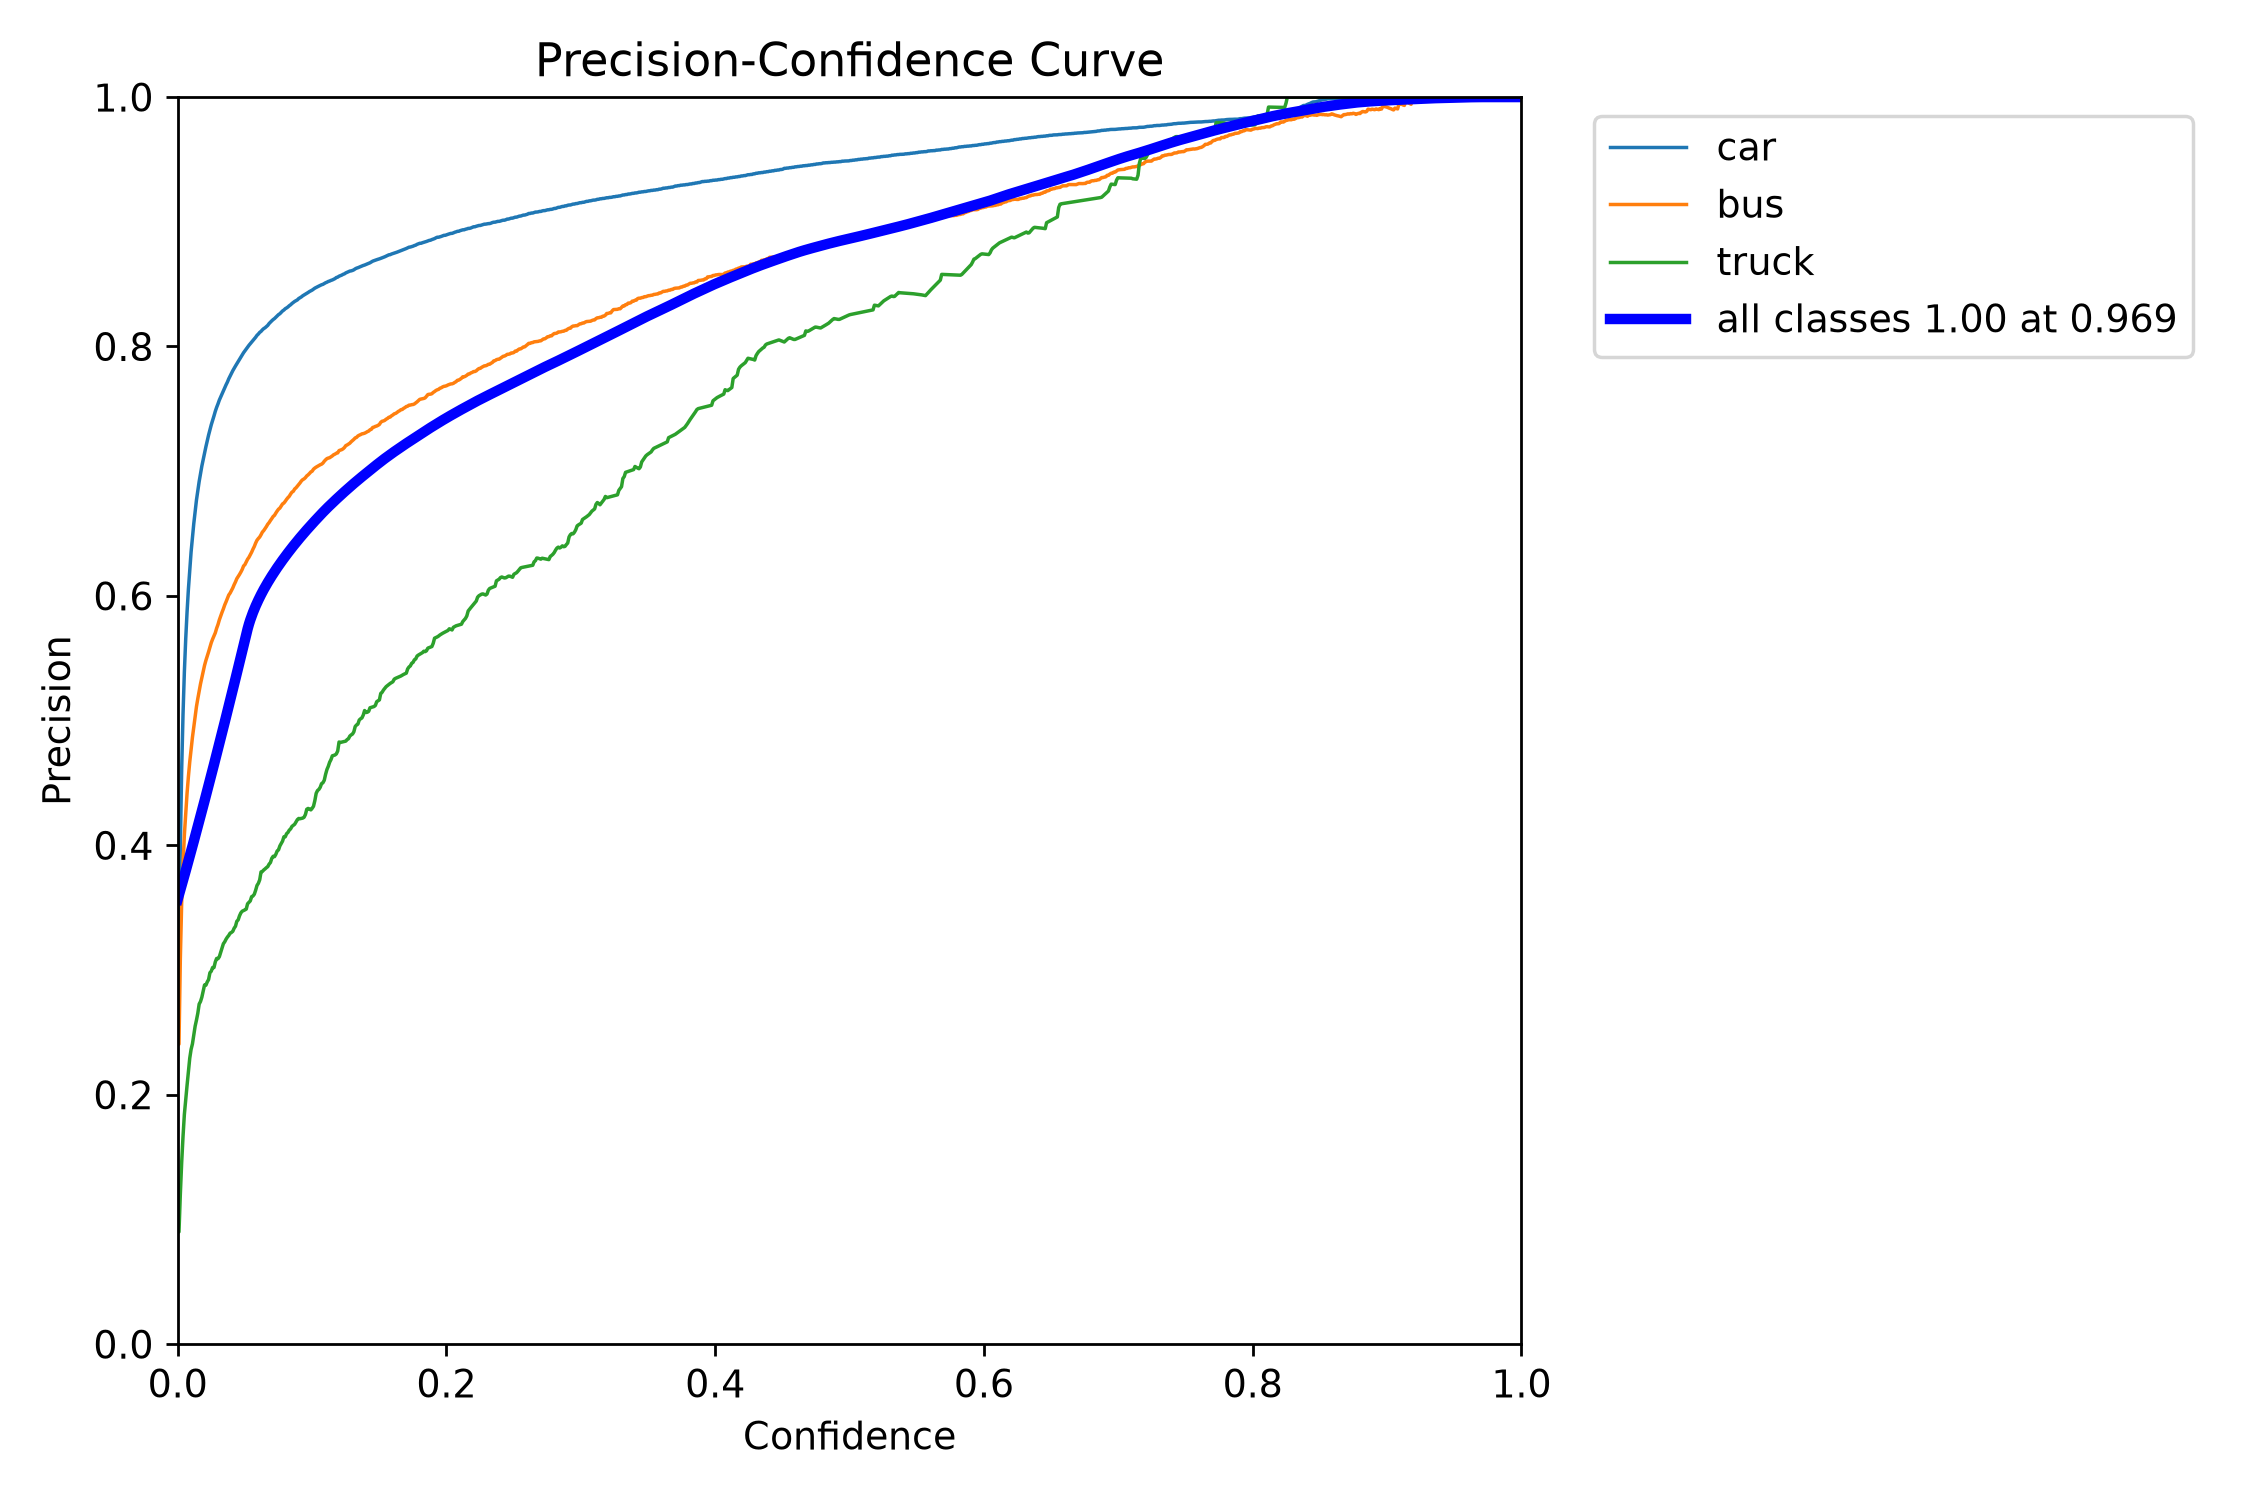 Precision-Confidence Curve
1.0
0.8
0.6
0.4
0.2
0.0
Precision
0.0 0.2 0.4 0.6 0.8 1.0
Confidence
car
bus
truck
all classes 1.00 at 0.969